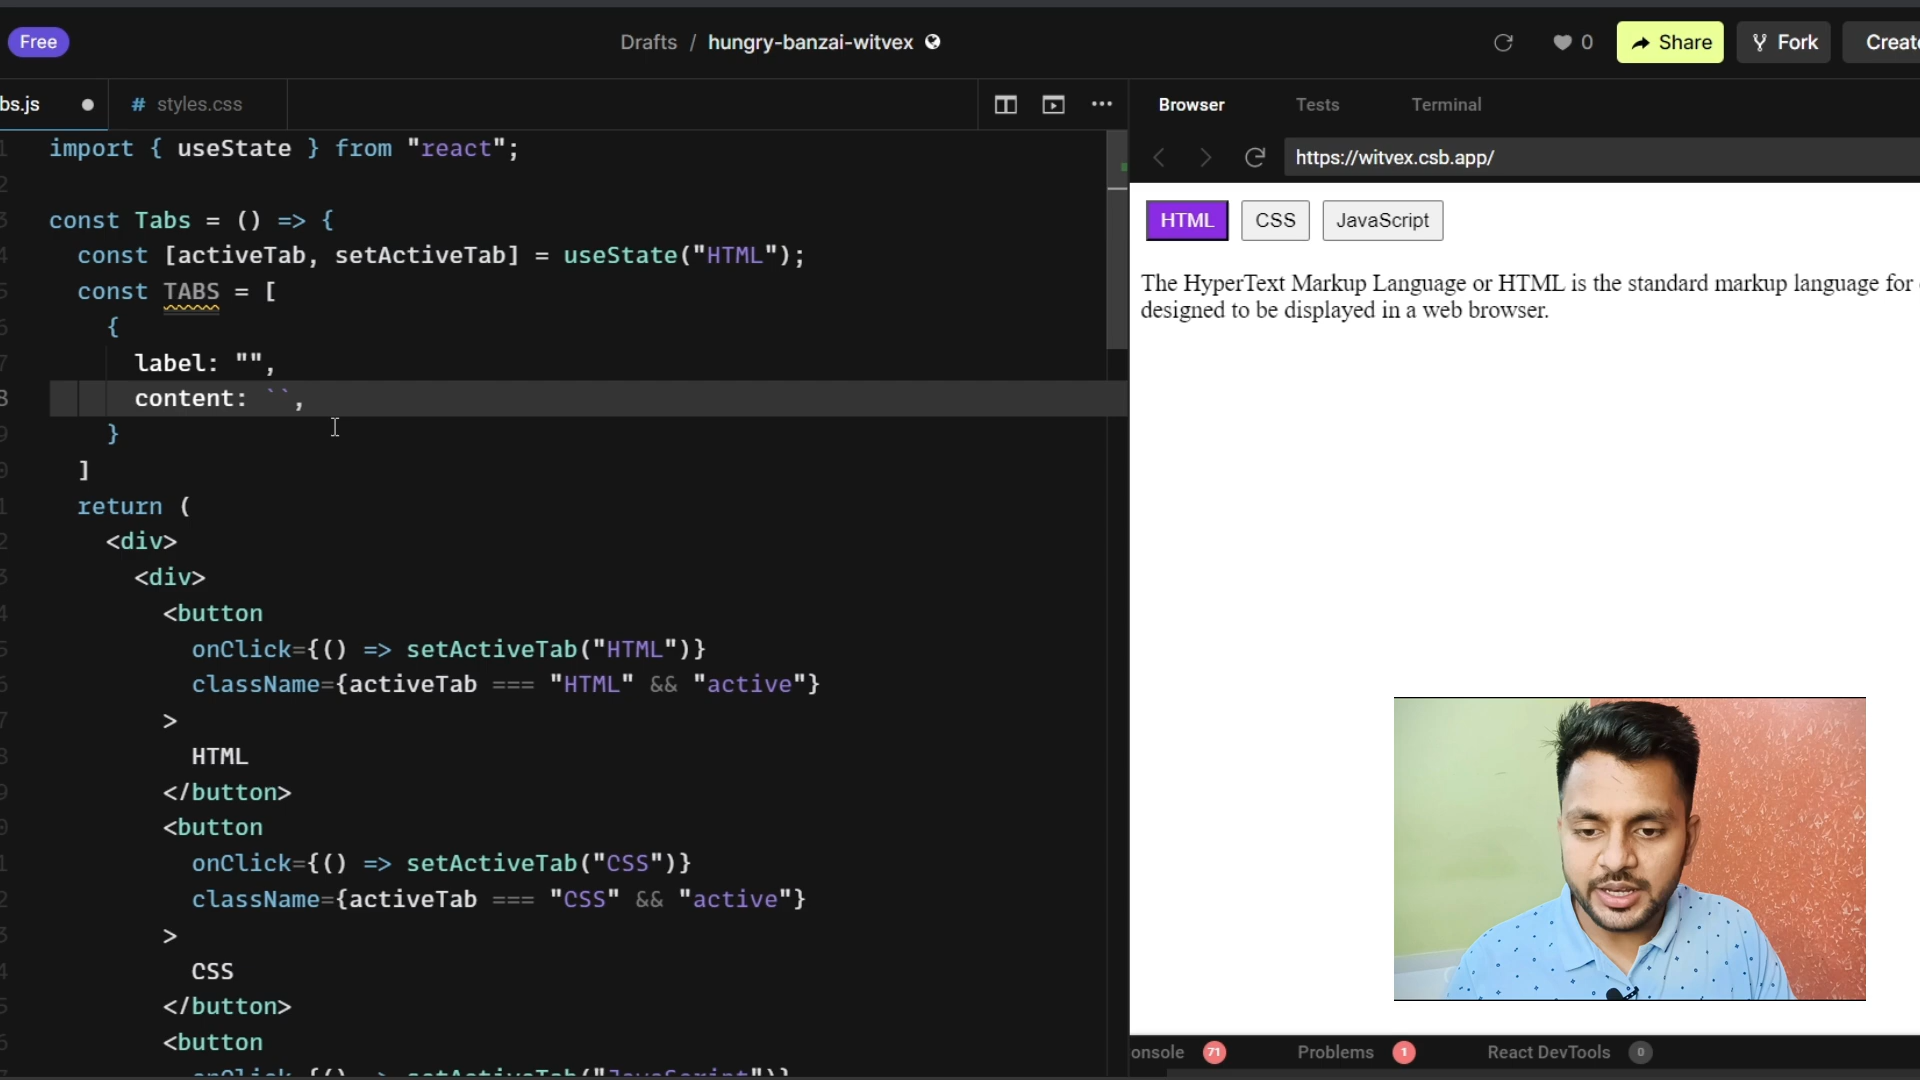 Free
Drafts / hungry-banzai-witvex
0
Share
Fork
Create
bs.js
# styles.css
Browser
Tests
Terminal
https://witvex.csb.app/
import { useState } from "react";
const Tabs = () => {
const [activeTab, setActiveTab] = useState("HTML");
const TABS = [
{
label: "",
content: ``,
}
]
return (
<div>
<div>
<button
onClick={() => setActiveTab("HTML")}
className={activeTab === "HTML" && "active"}
>
HTML
</button>
<button
onClick={() => setActiveTab("CSS")}
className={activeTab === "CSS" && "active"}
>
CSS
</button>
<button
onClick={() => setActiveTab("JavaScript")}
HTML
CSS
JavaScript
The HyperText Markup Language or HTML is the standard markup language for
designed to be displayed in a web browser.
onsole 71
Problems 1
React DevTools 0